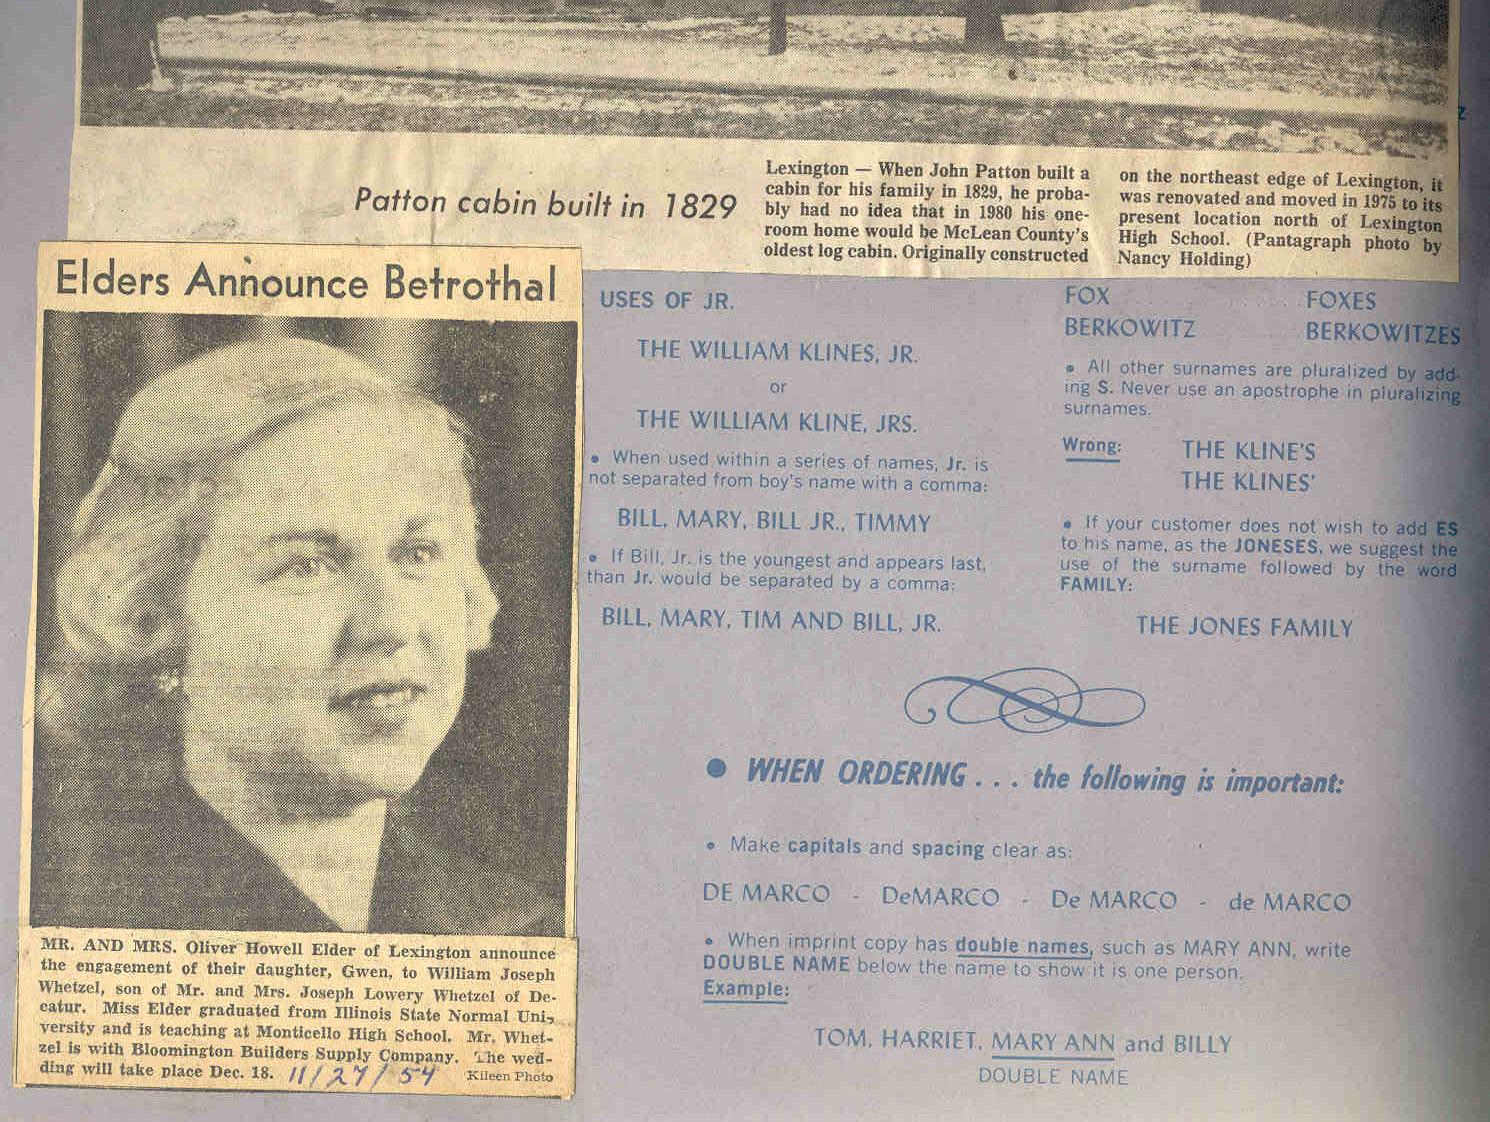 Patton cabin built in 1829
Lexington — When John Patton built a
cabin for his family in 1829, he proba-
bly had no idea that in 1980 his one-
room home would be McLean County's
oldest log cabin. Originally constructed
on the northeast edge of Lexington, it
was renovated and moved in 1975 to its
present location north of Lexington
High School. (Pantagraph photo by
Nancy Holding)
Elders Announce Betrothal
MR. AND MRS. Oliver Howell Elder of Lexington announce
the engagement of their daughter, Gwen, to William Joseph
Whetzel, son of Mr. and Mrs. Joseph Lowery Whetzel of De-
catur. Miss Elder graduated from Illinois State Normal Uni-
versity and is teaching at Monticello High School. Mr. Whet-
zel is with Bloomington Builders Supply Company. The wed-
ding will take place Dec. 18. 11/27/54 Kileen Photo
USES OF JR.
THE WILLIAM KLINES, JR.
or
THE WILLIAM KLINE, JRS.
• When used within a series of names, Jr. is
not separated from boy's name with a comma:
BILL, MARY, BILL JR., TIMMY
• If Bill, Jr. is the youngest and appears last,
than Jr. would be separated by a comma:
BILL, MARY, TIM AND BILL, JR.
FOX FOXES
BERKOWITZ BERKOWITZES
• All other surnames are pluralized by add-
ing S. Never use an apostrophe in pluralizing
surnames.
Wrong: THE KLINE'S
THE KLINES'
• If your customer does not wish to add ES
to his name, as the JONESES, we suggest the
use of the surname followed by the word
FAMILY:
THE JONES FAMILY
• WHEN ORDERING . . . the following is important:
• Make capitals and spacing clear as:
DE MARCO - DeMARCO - De MARCO - de MARCO
• When imprint copy has double names, such as MARY ANN, write
DOUBLE NAME below the name to show it is one person.
Example:
TOM, HARRIET, MARY ANN and BILLY
DOUBLE NAME